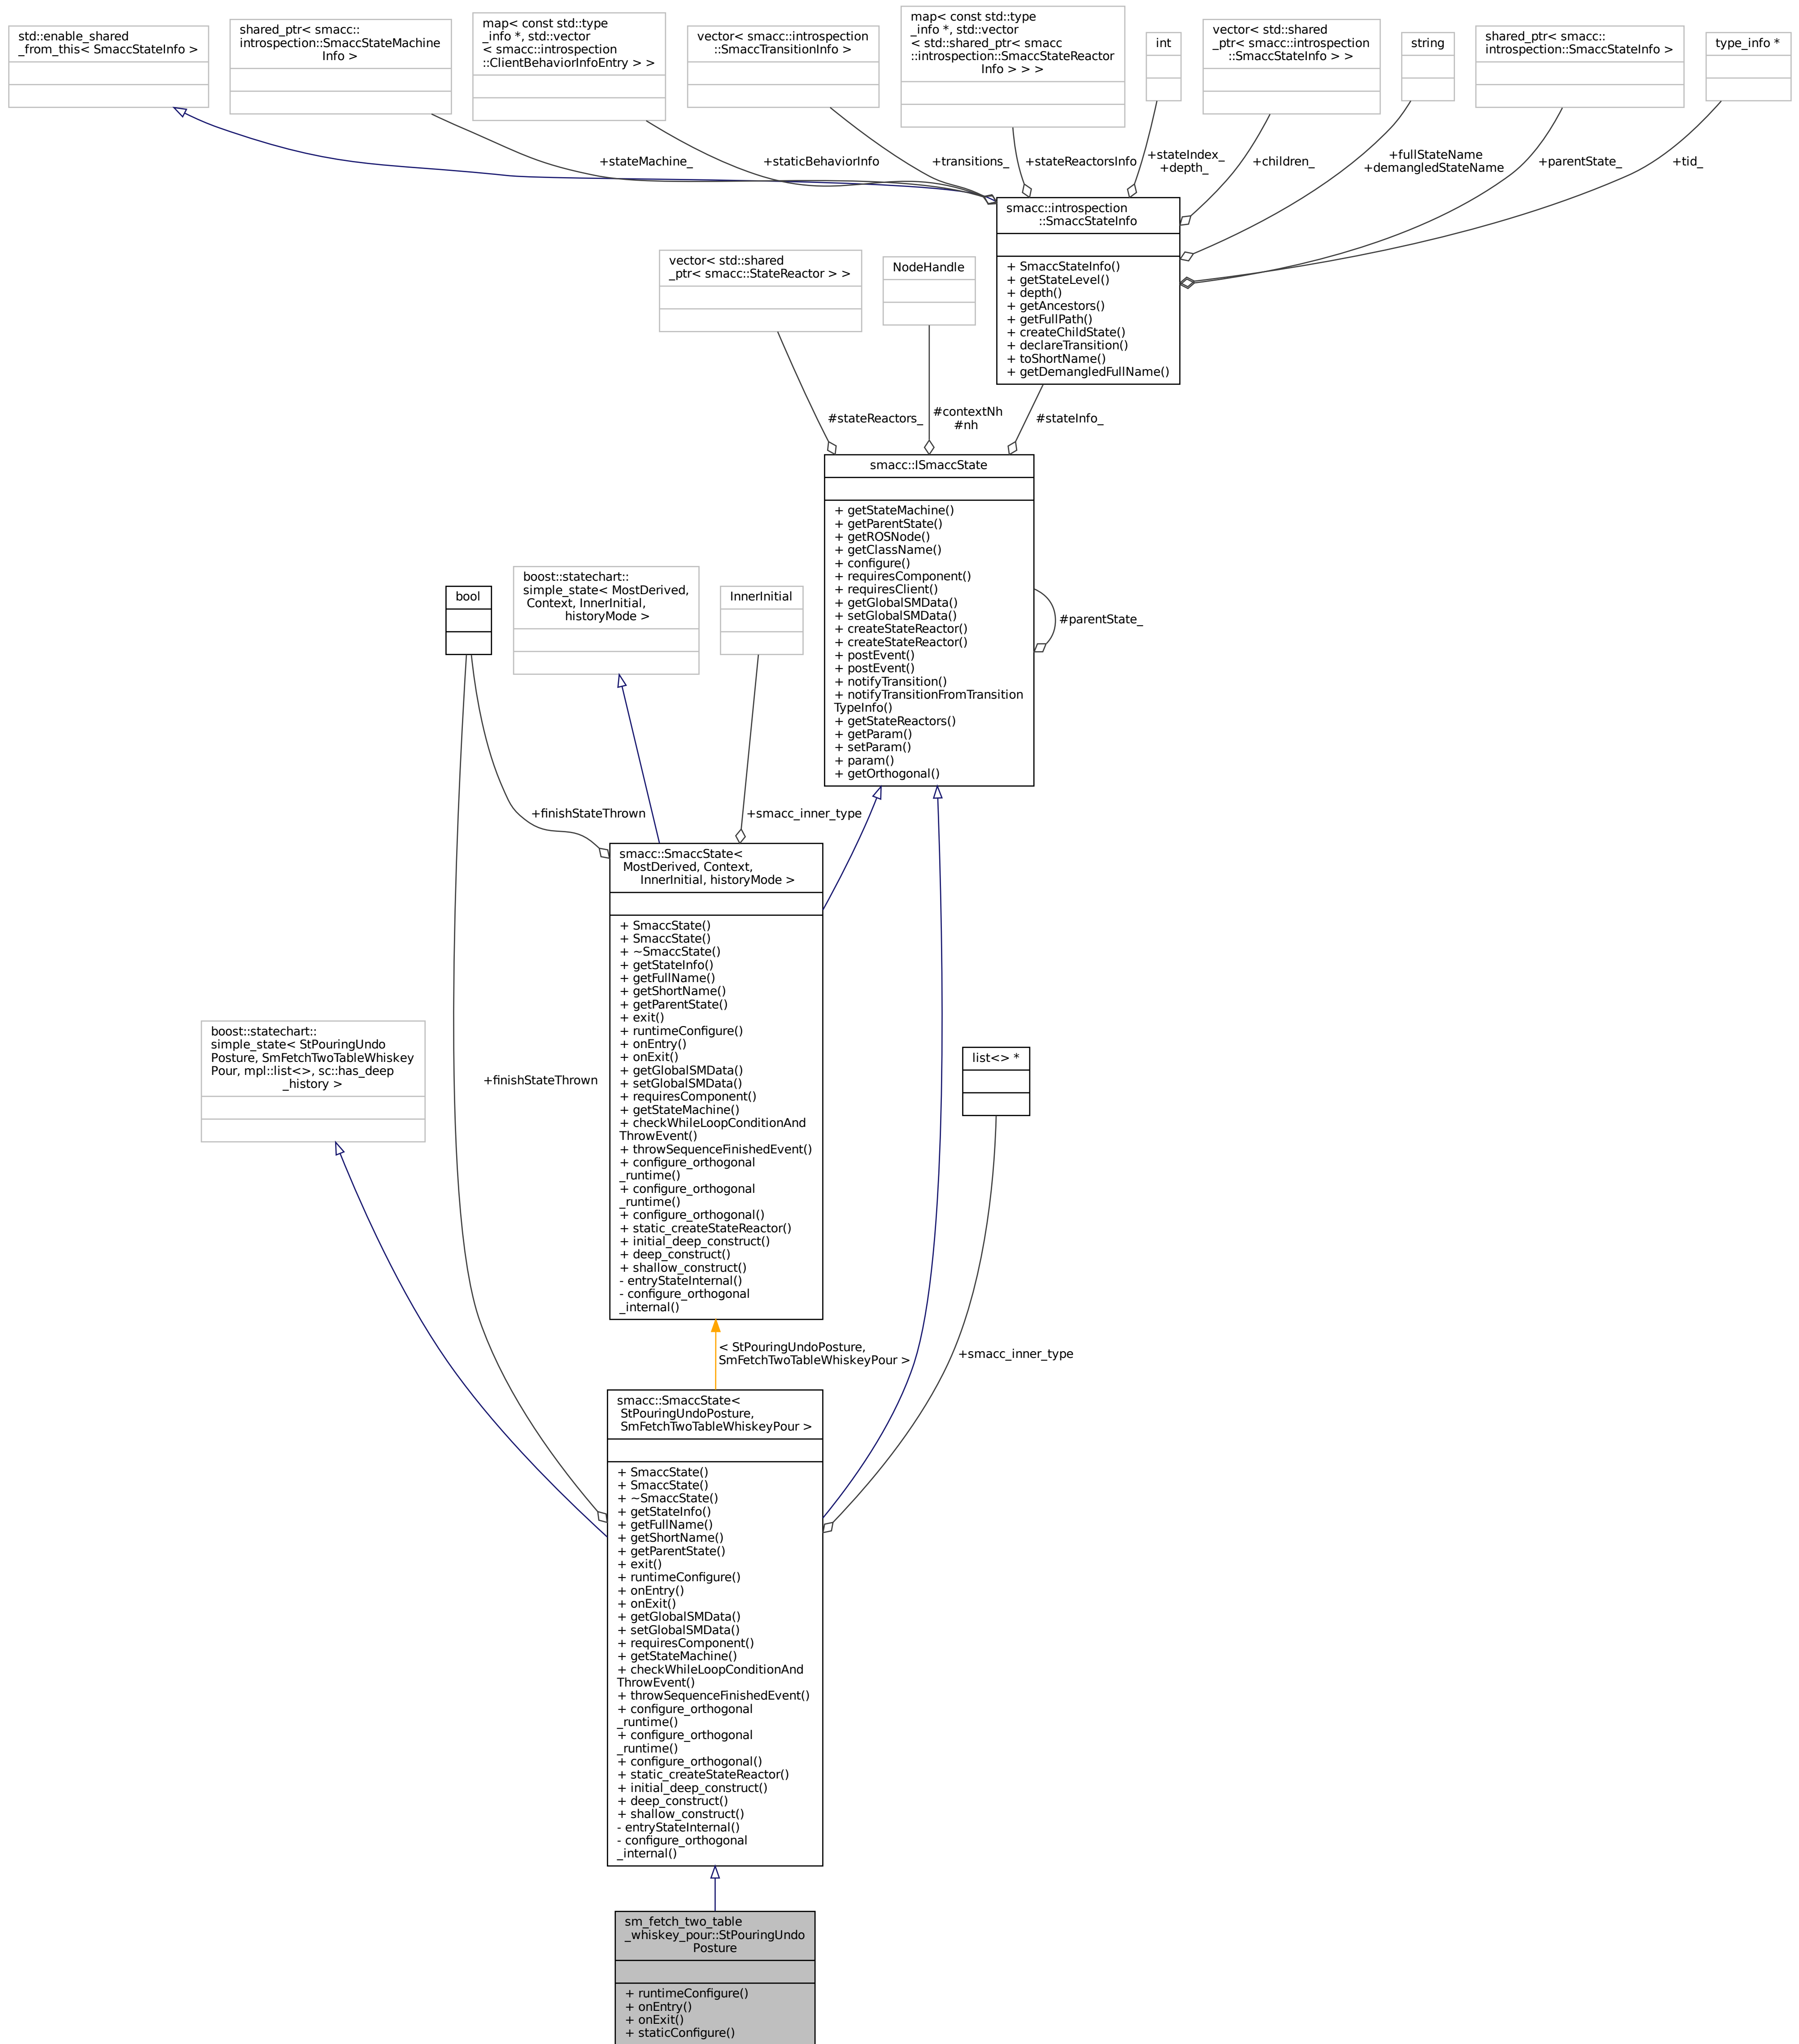 std::enable_shared
_from_this< SmaccStateInfo >
shared_ptr< smacc::
introspection::SmaccStateMachine
Info >
map< const std::type
_info *, std::vector
< smacc::introspection
::ClientBehaviorInfoEntry > >
vector< smacc::introspection
::SmaccTransitionInfo >
map< const std::type
_info *, std::vector
< std::shared_ptr< smacc
::introspection::SmaccStateReactor
Info > > >
int
vector< std::shared
_ptr< smacc::introspection
::SmaccStateInfo > >
string
shared_ptr< smacc::
introspection::SmaccStateInfo >
type_info *
+stateMachine_
+staticBehaviorInfo
+transitions_
+stateReactorsInfo
+stateIndex_
+depth_
+children_
+fullStateName
+demangledStateName
+parentState_
+tid_
smacc::introspection
::SmaccStateInfo
+ SmaccStateInfo()
+ getStateLevel()
+ depth()
+ getAncestors()
+ getFullPath()
+ createChildState()
+ declareTransition()
+ toShortName()
+ getDemangledFullName()
vector< std::shared
_ptr< smacc::StateReactor > >
NodeHandle
#stateReactors_
#contextNh
#nh
#stateInfo_
smacc::ISmaccState
+ getStateMachine()
+ getParentState()
+ getROSNode()
+ getClassName()
+ configure()
+ requiresComponent()
+ requiresClient()
+ getGlobalSMData()
+ setGlobalSMData()
+ createStateReactor()
+ createStateReactor()
+ postEvent()
+ postEvent()
+ notifyTransition()
+ notifyTransitionFromTransition
TypeInfo()
+ getStateReactors()
+ getParam()
+ setParam()
+ param()
+ getOrthogonal()
#parentState_
bool
boost::statechart::
simple_state< MostDerived,
Context, InnerInitial,
historyMode >
InnerInitial
+finishStateThrown
+smacc_inner_type
smacc::SmaccState<
MostDerived, Context,
InnerInitial, historyMode >
+ SmaccState()
+ SmaccState()
+ ~SmaccState()
+ getStateInfo()
+ getFullName()
+ getShortName()
+ getParentState()
+ exit()
+ runtimeConfigure()
+ onEntry()
+ onExit()
+ getGlobalSMData()
+ setGlobalSMData()
+ requiresComponent()
+ getStateMachine()
+ checkWhileLoopConditionAnd
ThrowEvent()
+ throwSequenceFinishedEvent()
+ configure_orthogonal
_runtime()
+ configure_orthogonal
_runtime()
+ configure_orthogonal()
+ static_createStateReactor()
+ initial_deep_construct()
+ deep_construct()
+ shallow_construct()
- entryStateInternal()
- configure_orthogonal
_internal()
boost::statechart::
simple_state< StPouringUndo
Posture, SmFetchTwoTableWhiskey
Pour, mpl::list<>, sc::has_deep
_history >
+finishStateThrown
list<> *
< StPouringUndoPosture,
SmFetchTwoTableWhiskeyPour >
+smacc_inner_type
smacc::SmaccState<
StPouringUndoPosture,
SmFetchTwoTableWhiskeyPour >
+ SmaccState()
+ SmaccState()
+ ~SmaccState()
+ getStateInfo()
+ getFullName()
+ getShortName()
+ getParentState()
+ exit()
+ runtimeConfigure()
+ onEntry()
+ onExit()
+ getGlobalSMData()
+ setGlobalSMData()
+ requiresComponent()
+ getStateMachine()
+ checkWhileLoopConditionAnd
ThrowEvent()
+ throwSequenceFinishedEvent()
+ configure_orthogonal
_runtime()
+ configure_orthogonal
_runtime()
+ configure_orthogonal()
+ static_createStateReactor()
+ initial_deep_construct()
+ deep_construct()
+ shallow_construct()
- entryStateInternal()
- configure_orthogonal
_internal()
sm_fetch_two_table
_whiskey_pour::StPouringUndo
Posture
+ runtimeConfigure()
+ onEntry()
+ onExit()
+ staticConfigure()